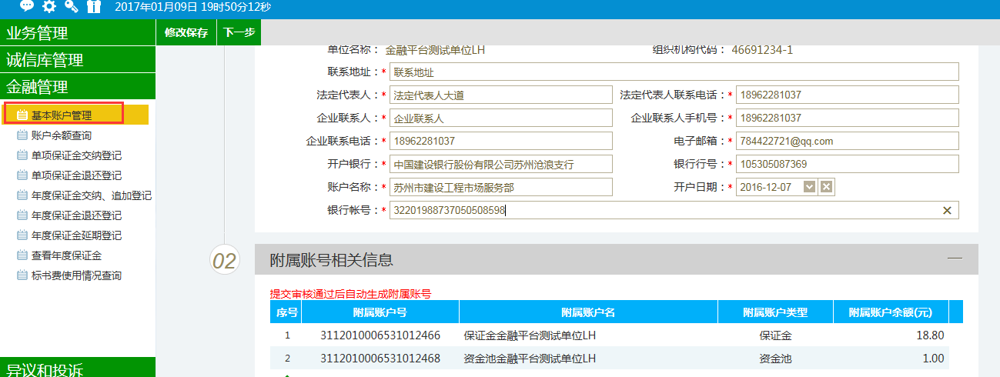 2017年01月09日 19时50分12秒
业务管理
诚信库管理
金融管理
基本账户管理
账户余额查询
单项保证金交纳登记
单项保证金退还登记
年度保证金交纳、追加登记
年度保证金退还登记
年度保证金延期登记
查看年度保证金
标书费使用情况查询
异议和投诉
修改保存 下一步
单位名称： 金融平台测试单位LH 组织机构代码： 46691234-1
联系地址：* 联系地址
法定代表人：* 法定代表人大道 法定代表人联系电话：* 18962281037
企业联系人：* 企业联系人 企业联系人手机号：* 18962281037
企业联系电话：* 18962281037 电子邮箱：* 784422721@qq.com
开户银行：* 中国建设银行股份有限公司苏州沧浪支行 银行行号：* 105305087369
账户名称：* 苏州市建设工程市场服务部 开户日期：* 2016-12-07
银行帐号：* 32201988737050508598
02 附属账号相关信息
提交审核通过后自动生成附属账号
序号 附属账户号 附属账户名 附属账户类型 附属账户余额(元)
1 3112010006531012466 保证金金融平台测试单位LH 保证金 18.80
2 3112010006531012468 资金池金融平台测试单位LH 资金池 1.00